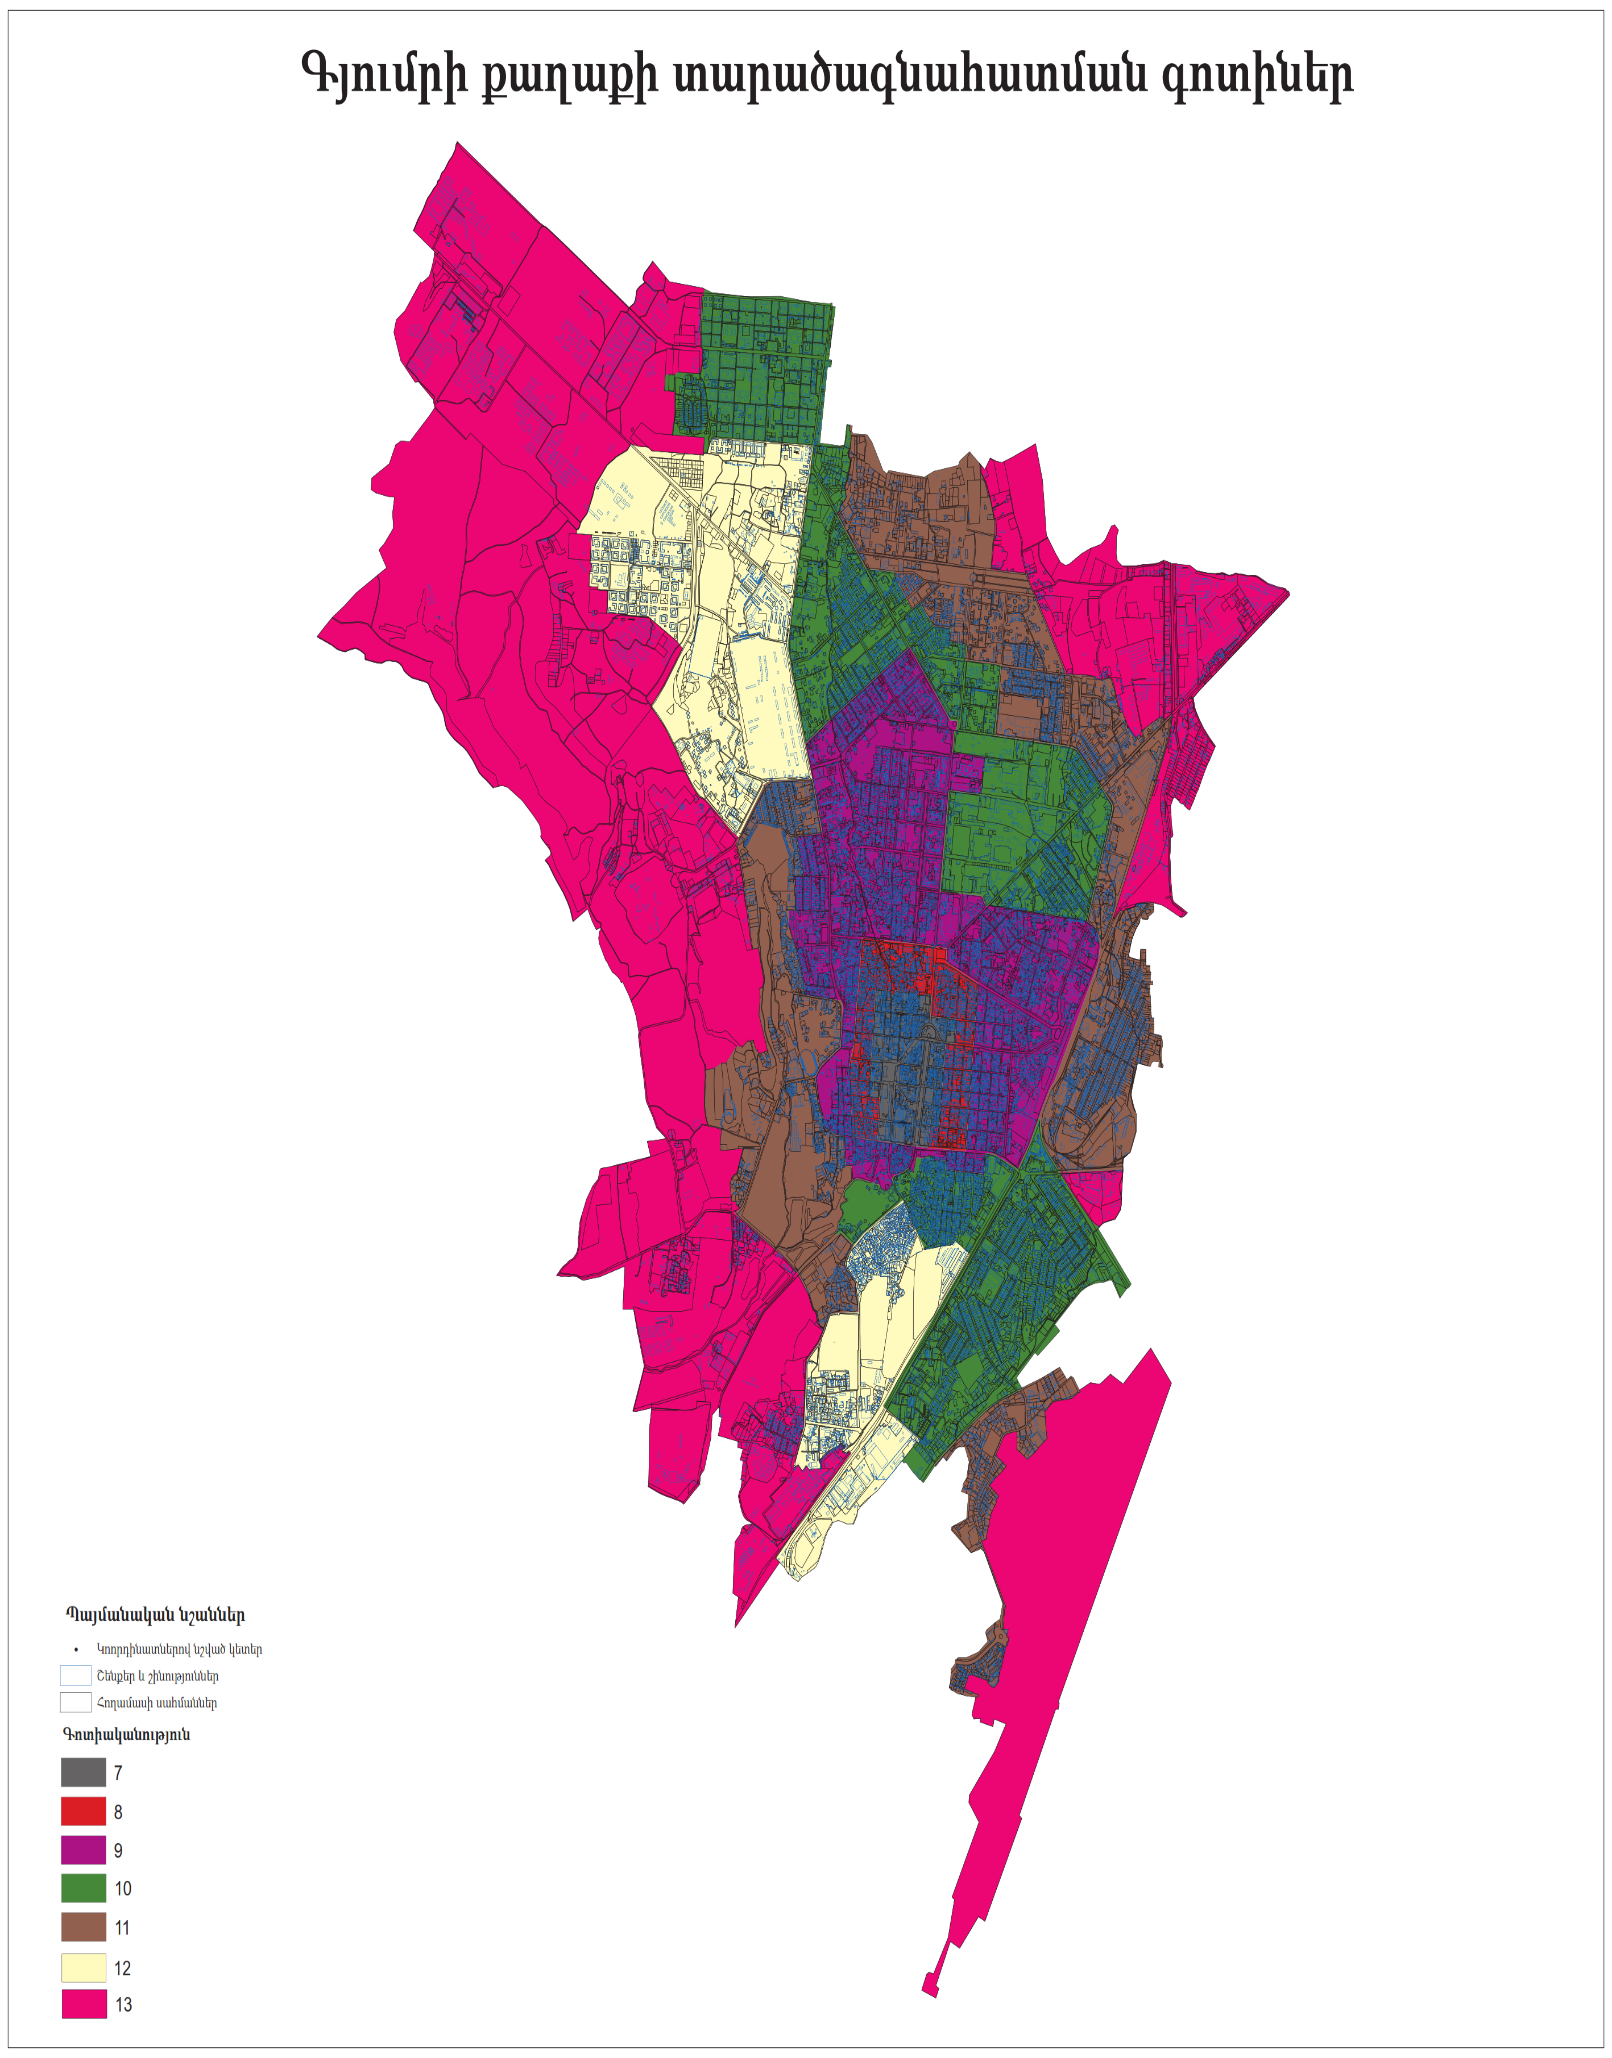 Գյումրի քաղաքի տարածագնահատման գոտիներ
Պայմանական նշաններ
Կոորդինատներով նշված կետեր
Շենքեր և շինություններ
Հողամասի սահմաններ
Գոտիականություն
7
8
9
10
11
12
13